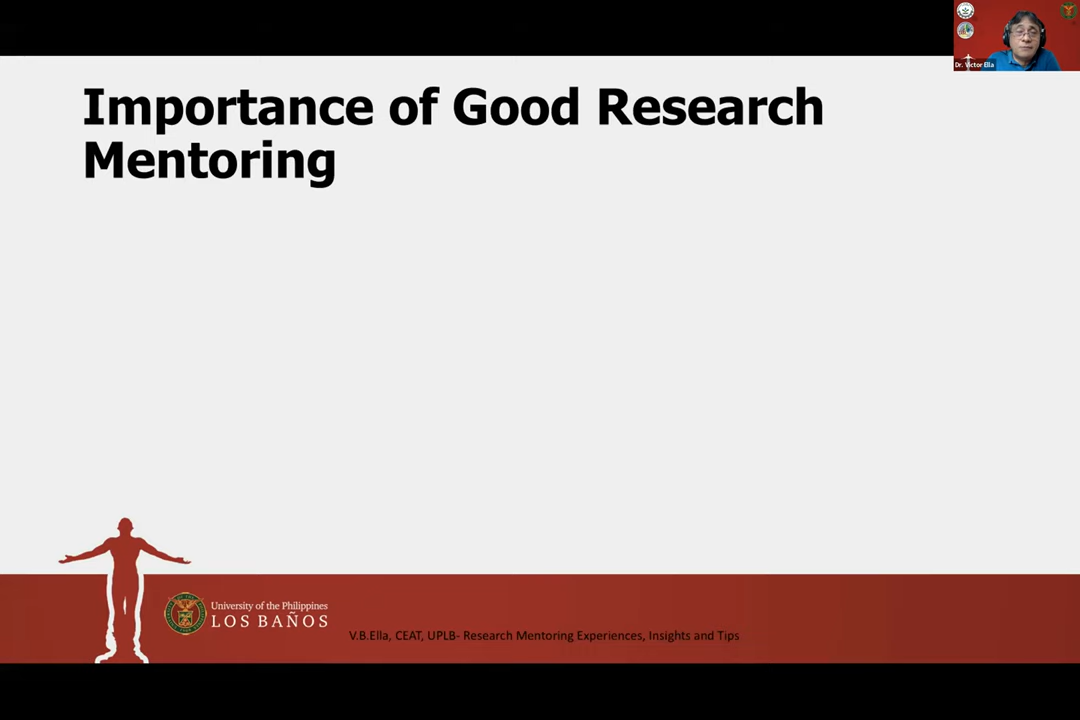 Dr. Victor Ella
Importance of Good Research
Mentoring
University of the Philippines
LOS BAÑOS
V.B.Ella, CEAT, UPLB- Research Mentoring Experiences, Insights and Tips